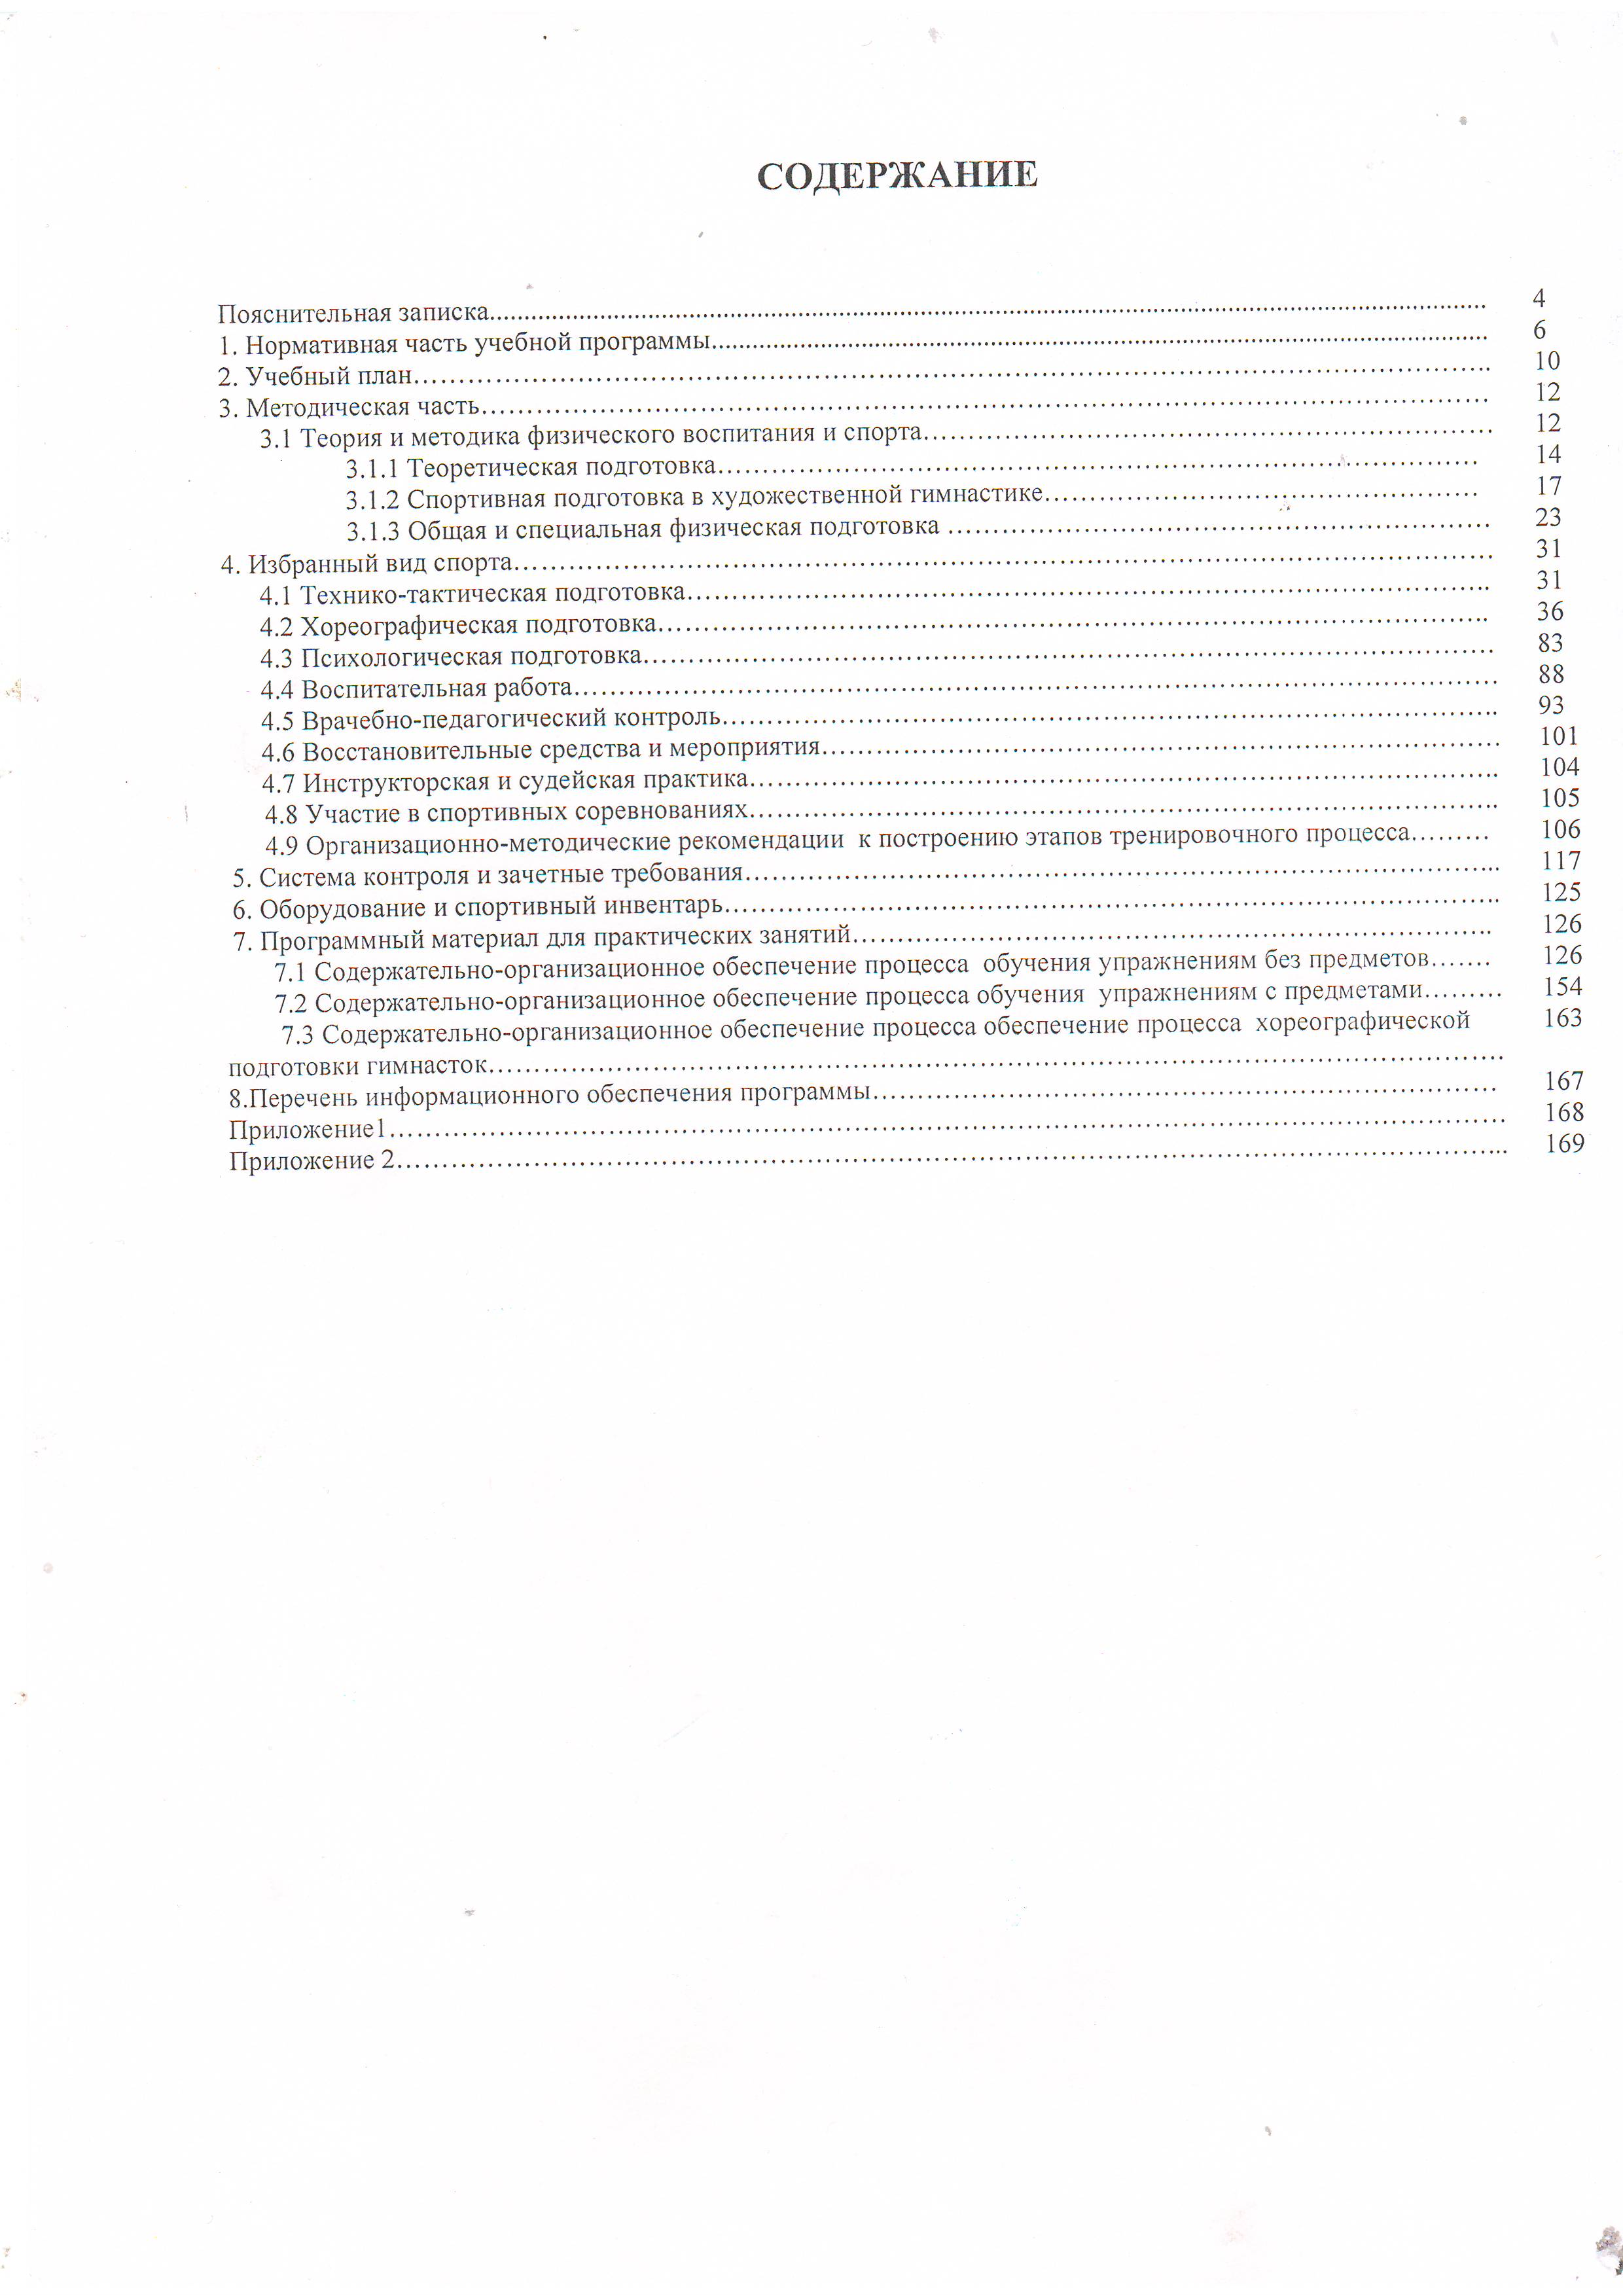 СОДЕРЖАНИЕ
Пояснительная записка……………………………………………………………………………… 4
1. Нормативная часть учебной программы……………………………………………………………… 6
2. Учебный план……………………………………………………………………………………… 10
3. Методическая часть………………………………………………………………………………… 12
3.1 Теория и методика физического воспитания и спорта………………………………………… 12
3.1.1 Теоретическая подготовка……………………………………………………………… 14
3.1.2 Спортивная подготовка в художественной гимнастике……………………………… 17
3.1.3 Общая и специальная физическая подготовка ……………………………………… 23
4. Избранный вид спорта……………………………………………………………………………… 31
4.1 Технико-тактическая подготовка……………………………………………………………… 31
4.2 Хореографическая подготовка………………………………………………………………… 36
4.3 Психологическая подготовка…………………………………………………………………… 83
4.4 Воспитательная работа………………………………………………………………………… 88
4.5 Врачебно-педагогический контроль…………………………………………………………… 93
4.6 Восстановительные средства и мероприятия………………………………………………… 101
4.7 Инструкторская и судейская практика………………………………………………………… 104
4.8 Участие в спортивных соревнованиях………………………………………………………… 105
4.9 Организационно-методические рекомендации к построению этапов тренировочного процесса……… 106
5. Система контроля и зачетные требования…………………………………………………………… 117
6. Оборудование и спортивный инвентарь……………………………………………………………… 125
7. Программный материал для практических занятий………………………………………………… 126
7.1 Содержательно-организационное обеспечение процесса обучения упражнениям без предметов……. 126
7.2 Содержательно-организационное обеспечение процесса обучения упражнениям с предметами……… 154
7.3 Содержательно-организационное обеспечение процесса обеспечение процесса хореографической 163
подготовки гимнасток…………………………………………………………………………………
8.Перечень информационного обеспечения программы……………………………………………… 167
Приложение1………………………………………………………………………………………… 168
Приложение 2………………………………………………………………………………………… 169